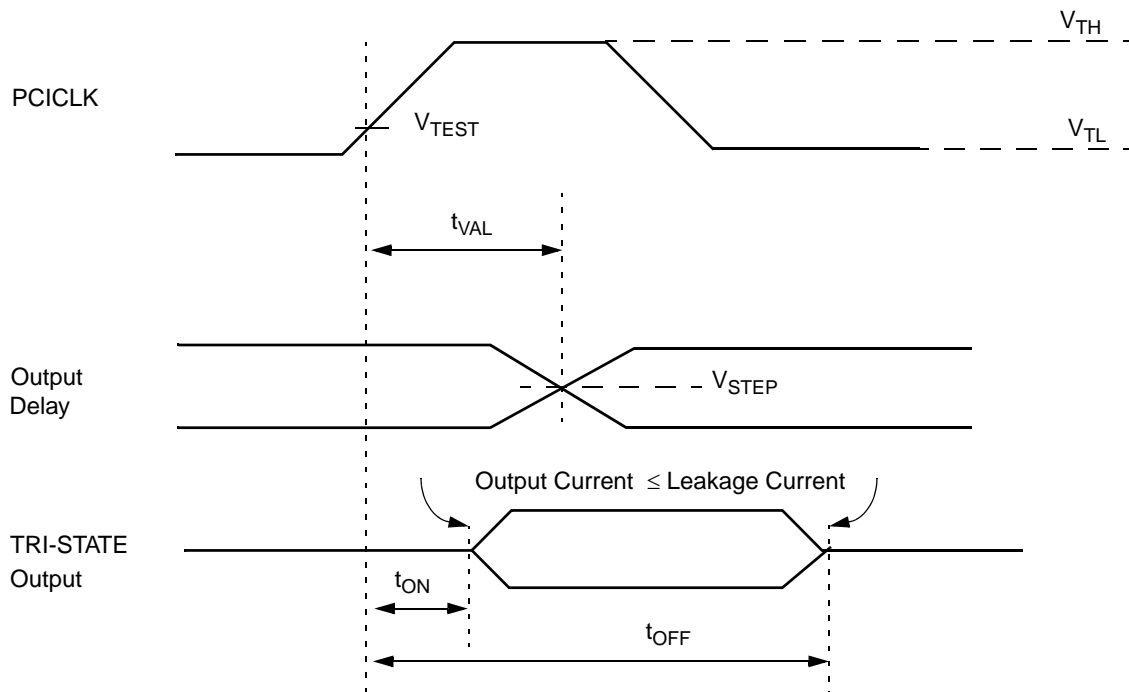 V_TH
PCICLK
V_TEST
V_TL
t_VAL
Output
Delay
V_STEP
Output Current ≤ Leakage Current
TRI-STATE
Output
t_ON
t_OFF